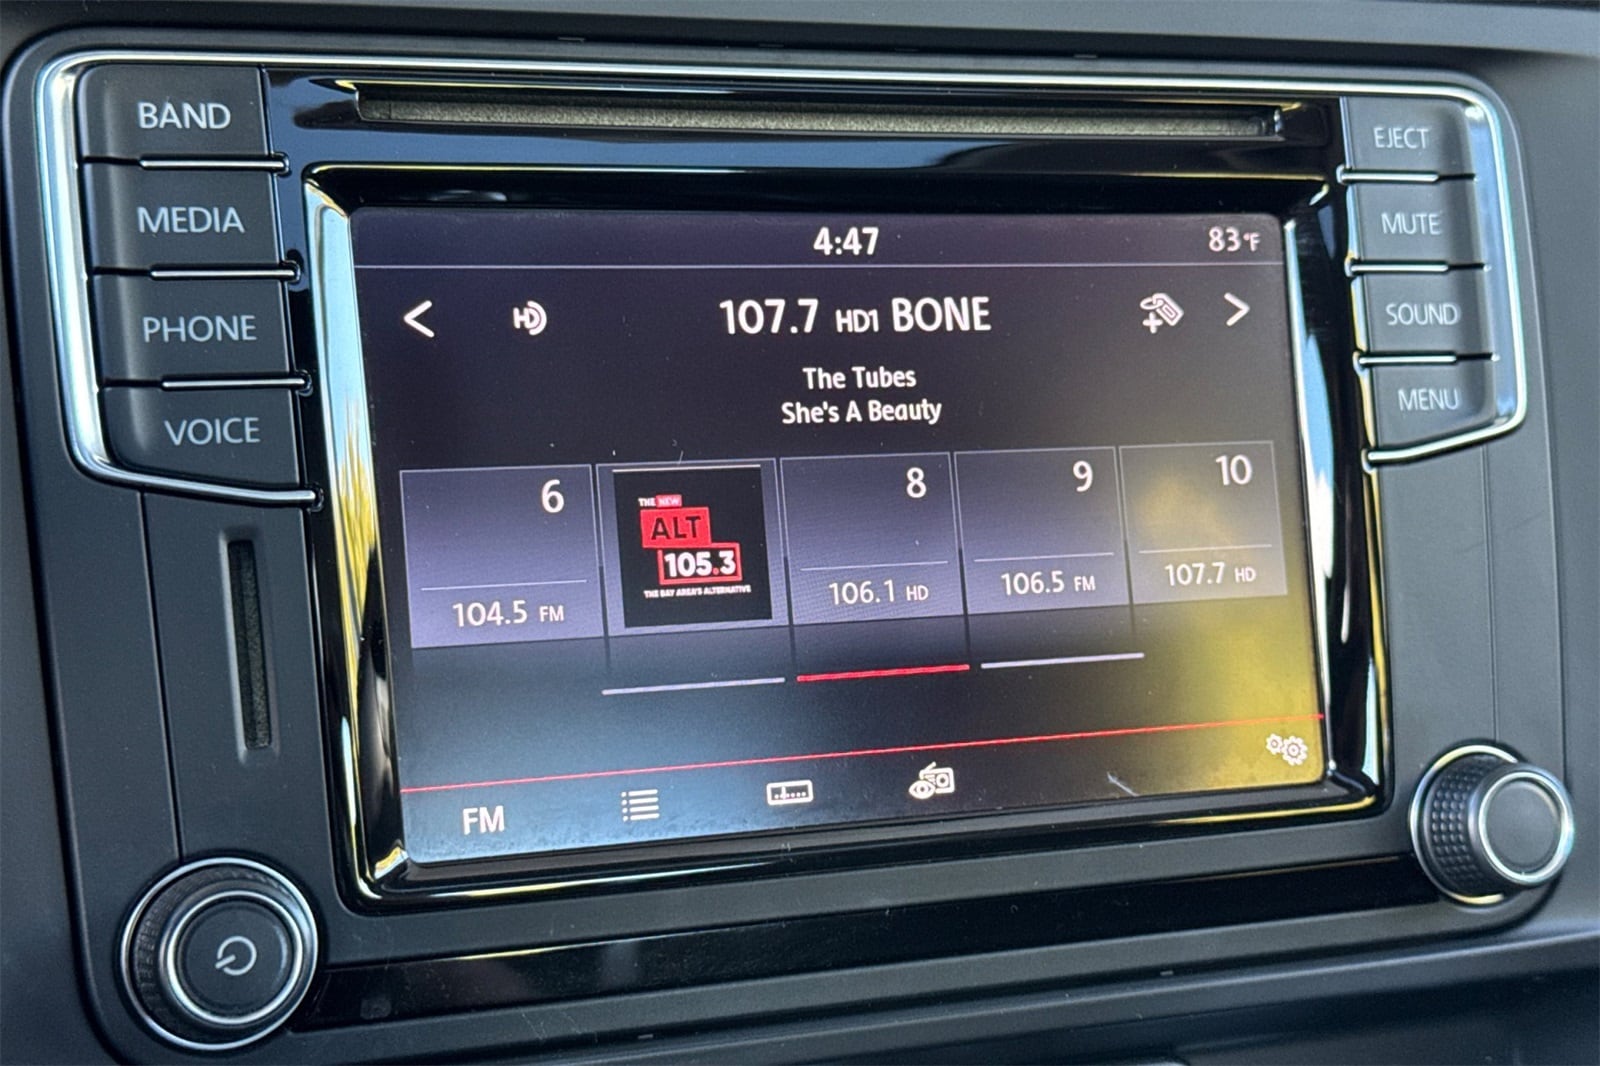 BAND
MEDIA
PHONE
VOICE
EJECT
MUTE
SOUND
MENU
4:47
83°F
HD
107.7 HD1 BONE
The Tubes
She's A Beauty
6
104.5 FM
THE NEW
ALT
105.3
THE BAY AREA'S ALTERNATIVE
8
106.1 HD
9
106.5 FM
10
107.7 HD
FM